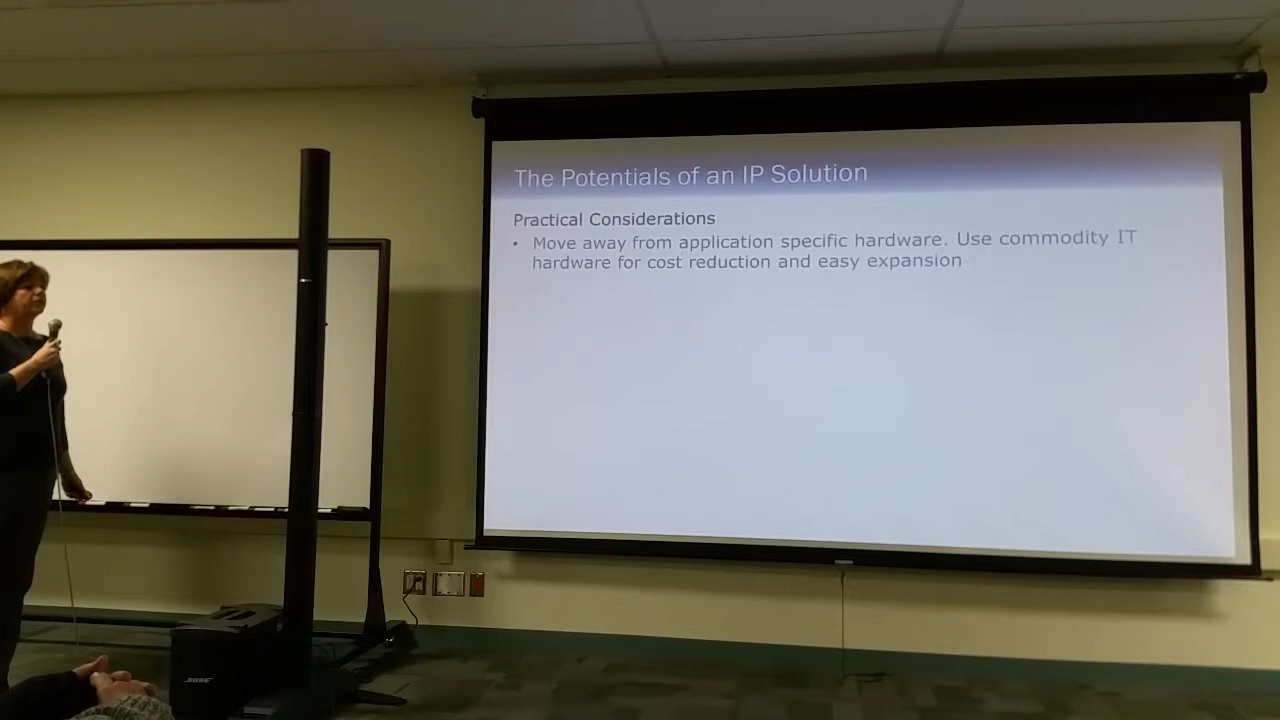 The Potentials of an IP Solution
Practical Considerations
• Move away from application specific hardware. Use commodity IT
hardware for cost reduction and easy expansion
BOSE